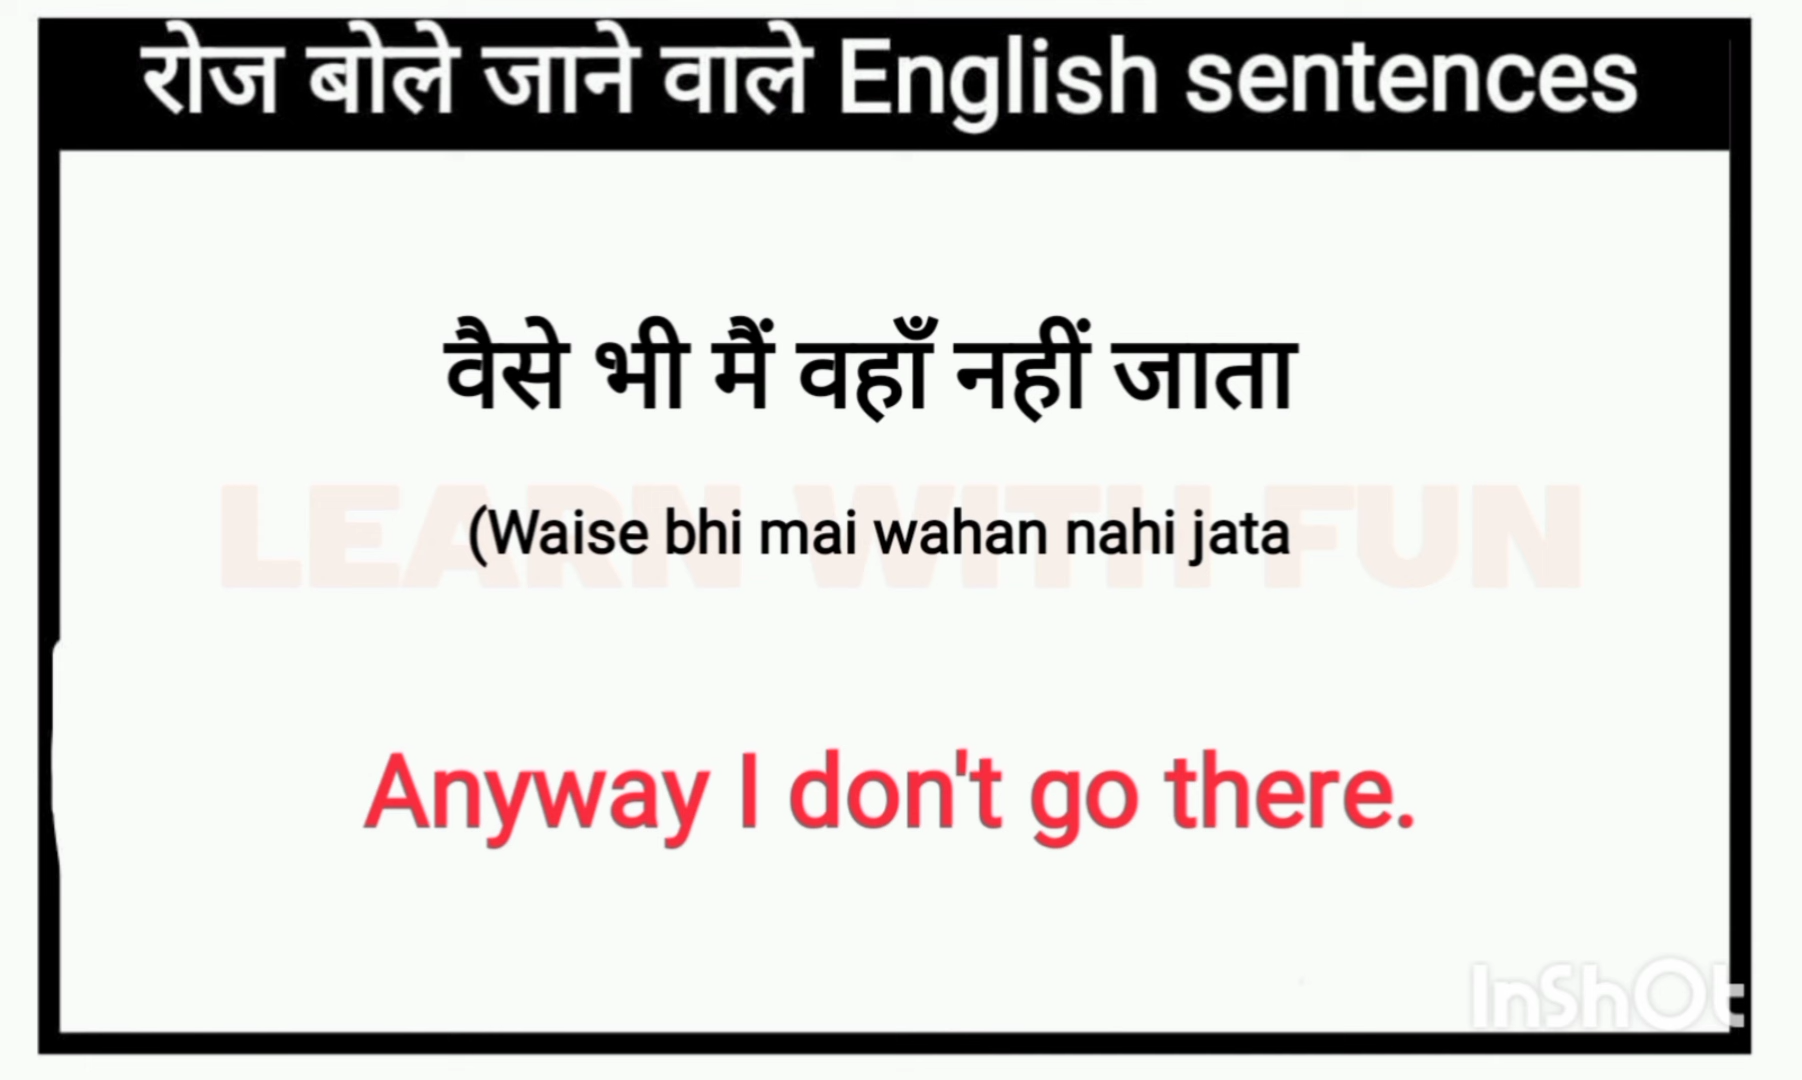 रोज बोले जाने वाले English sentences
वैसे भी मैं वहाँ नहीं जाता
LEARN WITH FUN
(Waise bhi mai wahan nahi jata
Anyway I don't go there.
InShOt